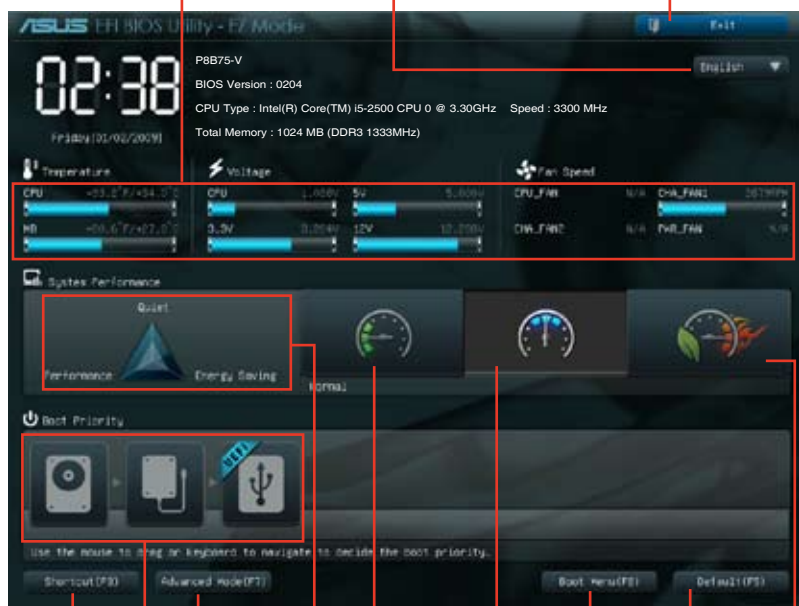 ASUS EFI BIOS Utility - EZ Mode
Exit
English
02:38
Friday [01/02/2009]
P8B75-V
BIOS Version : 0204
CPU Type : Intel(R) Core(TM) i5-2500 CPU 0 @ 3.30GHz Speed : 3300 MHz
Total Memory : 1024 MB (DDR3 1333MHz)
Temperature
Voltage
Fan Speed
CPU
CPU
5V
CPU_FAN N/A
CHA_FAN1
MB
3.3V
12V
CHA_FAN2 N/A
PWR_FAN N/A
System Performance
Quiet
Performance
Energy Saving
Normal
Boot Priority
UEFI
Use the mouse to drag or keyboard to navigate to decide the boot priority.
Shortcut(F3)
Advanced Mode(F7)
Boot Menu(F8)
Default(F5)